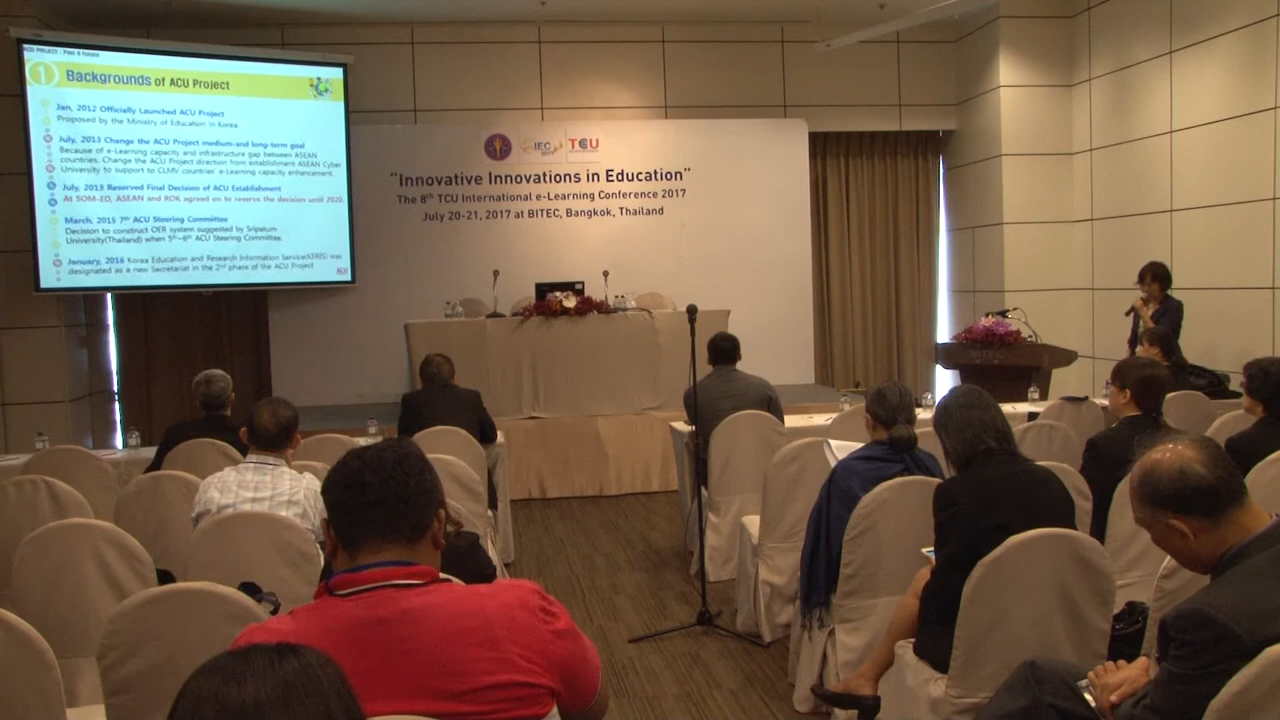 ACU PROJECT : Past & Future
1 Backgrounds of ACU Project
Jan, 2012 Officially Launched ACU Project
Proposed by the Ministry of Education in Korea
July, 2013 Change the ACU Project medium-and long-term goal
Because of e-Learning capacity and infrastructure gap between ASEAN
countries, Change the ACU Project direction from establishment ASEAN Cyber
University to support to CLMV countries' e-Learning capacity enhancement.
July, 2013 Reserved Final Decision of ACU Establishment
At SOM-ED, ASEAN and ROK agreed on to reserve the decision until 2020.
March, 2015 7th ACU Steering Committee
Decision to construct OER system suggested by Sripatum
University(Thailand) when 5th~6th ACU Steering Committee.
January, 2016 Korea Education and Research Information Service(KERIS) was
designated as a new Secretariat in the 2nd phase of the ACU Project
ACU
IEC
2017
TCU
"Innovative Innovations in Education"
The 8th TCU International e-Learning Conference 2017
July 20-21, 2017 at BITEC, Bangkok, Thailand
BITEC